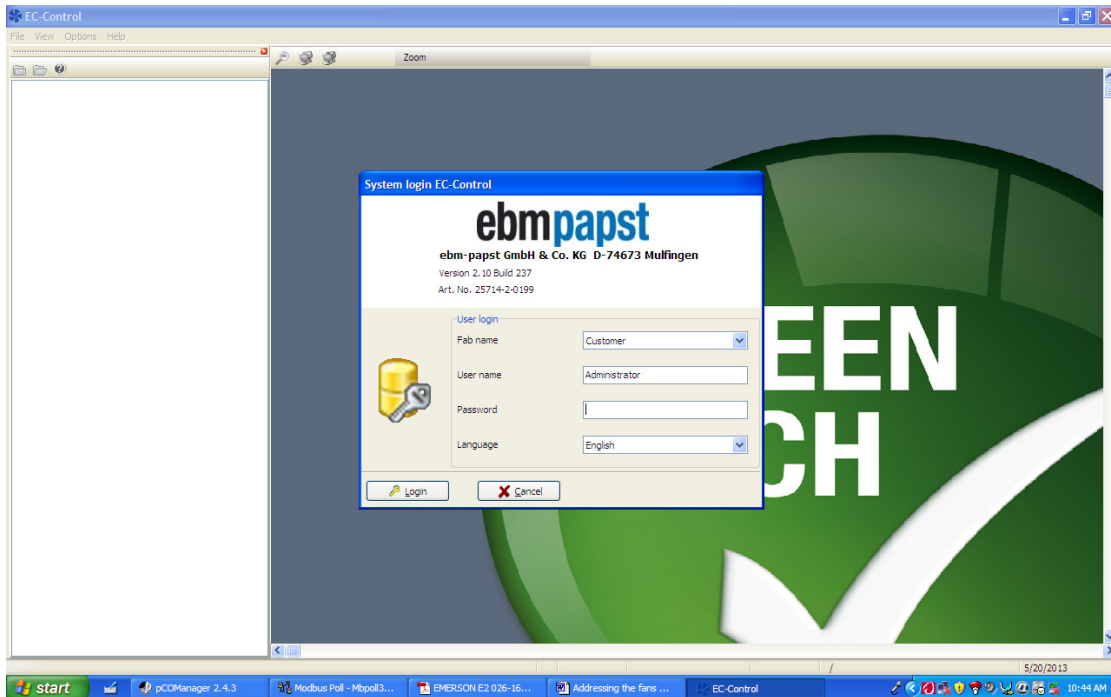 EC-Control
File View Options Help
Zoom
System login EC-Control
ebmpapst
ebm-papst GmbH & Co. KG D-74673 Mulfingen
Version 2.10 Build 237
Art. No. 25714-2-0199
User login
Fab name Customer
User name Administrator
Password
Language English
Login Cancel
EEN
CH
/ 5/20/2013
start pCOManager 2.4.3 Modbus Poll - Mbpoll3... EMERSON E2 026-16... Addressing the fans ... EC-Control 10:44 AM